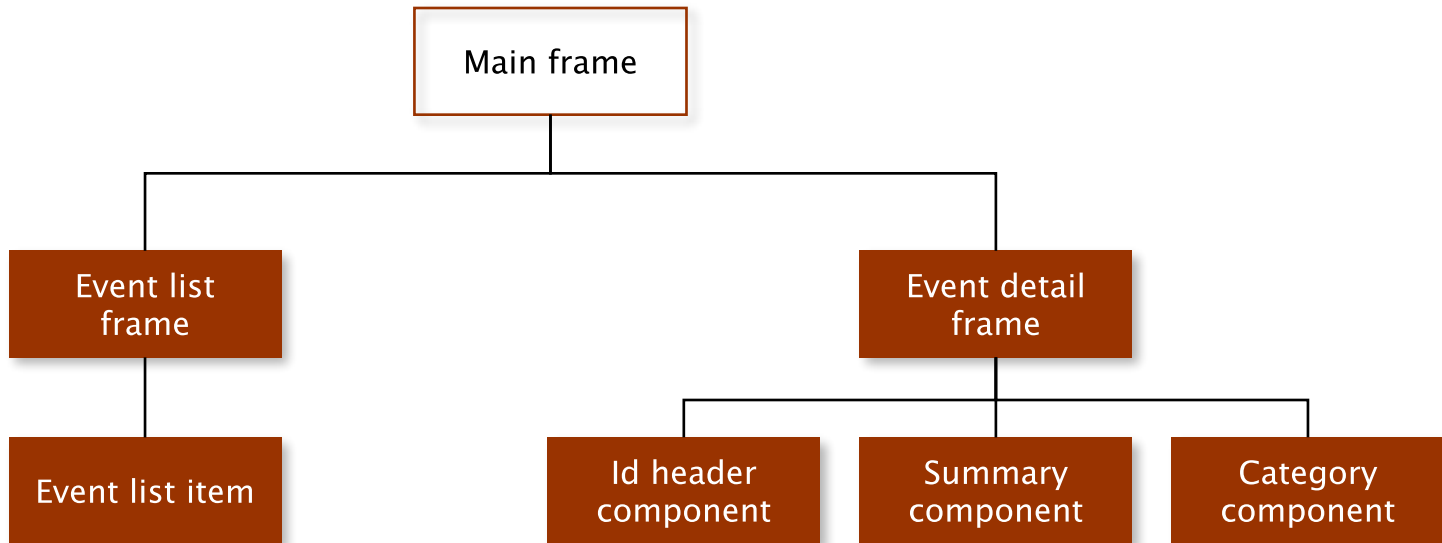 Main frame
Event list
frame
Event detail
frame
Event list item
Id header
component
Summary
component
Category
component